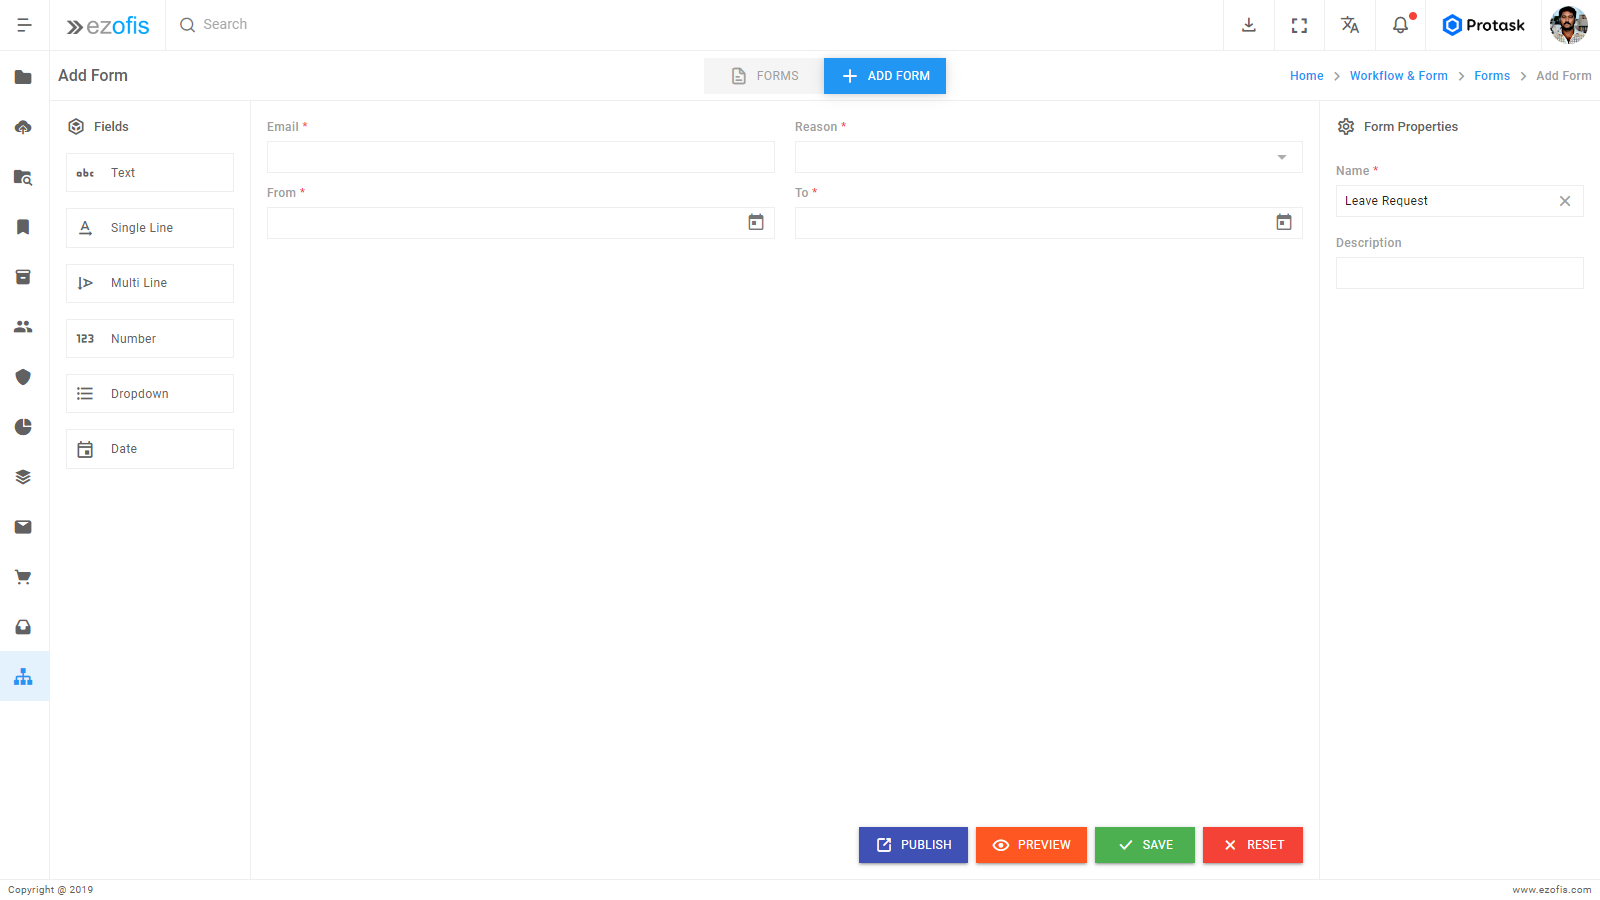 ezofis
Search
Protask
Add Form
FORMS
ADD FORM
Home > Workflow & Form > Forms > Add Form
Fields
abc Text
Single Line
Multi Line
123 Number
Dropdown
Date
Email *
Reason *
From *
To *
Form Properties
Name *
Leave Request
Description
PUBLISH
PREVIEW
SAVE
RESET
Copyright @ 2019
www.ezofis.com